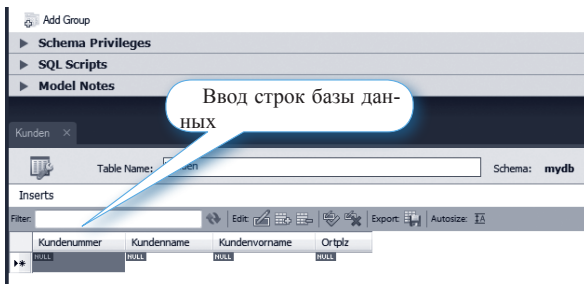 Add Group
Schema Privileges
SQL Scripts
Model Notes
Ввод строк базы дан-
ных
Kunden ×
Table Name:
Schema: mydb
Inserts
Filter: Edit: Export: Autosize:
Kundenummer Kundenname Kundenvorname Ortplz
NULL NULL NULL NULL